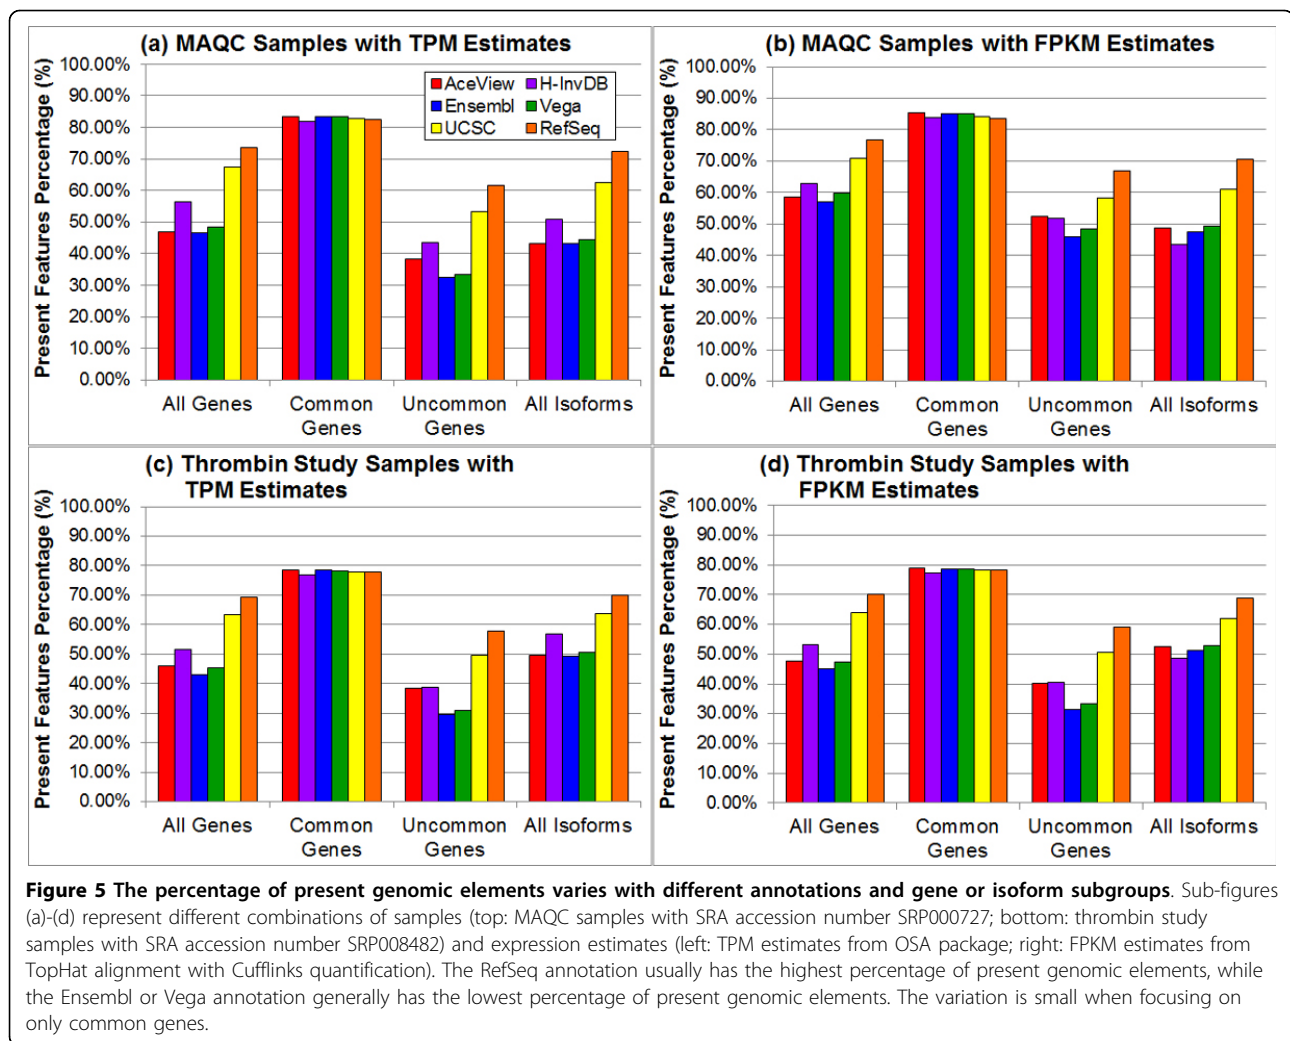 (a) MAQC Samples with TPM Estimates
Present Features Percentage (%)
100.00%
90.00%
80.00%
70.00%
60.00%
50.00%
40.00%
30.00%
20.00%
10.00%
0.00%
AceView
H-InvDB
Ensembl
Vega
UCSC
RefSeq
All Genes
Common Genes
Uncommon Genes
All Isoforms
(b) MAQC Samples with FPKM Estimates
Present Features Percentage (%)
100.00%
90.00%
80.00%
70.00%
60.00%
50.00%
40.00%
30.00%
20.00%
10.00%
0.00%
All Genes
Common Genes
Uncommon Genes
All Isoforms
(c) Thrombin Study Samples with
TPM Estimates
Present Features Percentage (%)
100.00%
90.00%
80.00%
70.00%
60.00%
50.00%
40.00%
30.00%
20.00%
10.00%
0.00%
All Genes
Common Genes
Uncommon Genes
All Isoforms
(d) Thrombin Study Samples with
FPKM Estimates
Present Features Percentage (%)
100.00%
90.00%
80.00%
70.00%
60.00%
50.00%
40.00%
30.00%
20.00%
10.00%
0.00%
All Genes
Common Genes
Uncommon Genes
All Isoforms
Figure 5 The percentage of present genomic elements varies with different annotations and gene or isoform subgroups. Sub-figures
(a)-(d) represent different combinations of samples (top: MAQC samples with SRA accession number SRP000727; bottom: thrombin study
samples with SRA accession number SRP008482) and expression estimates (left: TPM estimates from OSA package; right: FPKM estimates from
TopHat alignment with Cufflinks quantification). The RefSeq annotation usually has the highest percentage of present genomic elements, while
the Ensembl or Vega annotation generally has the lowest percentage of present genomic elements. The variation is small when focusing on
only common genes.